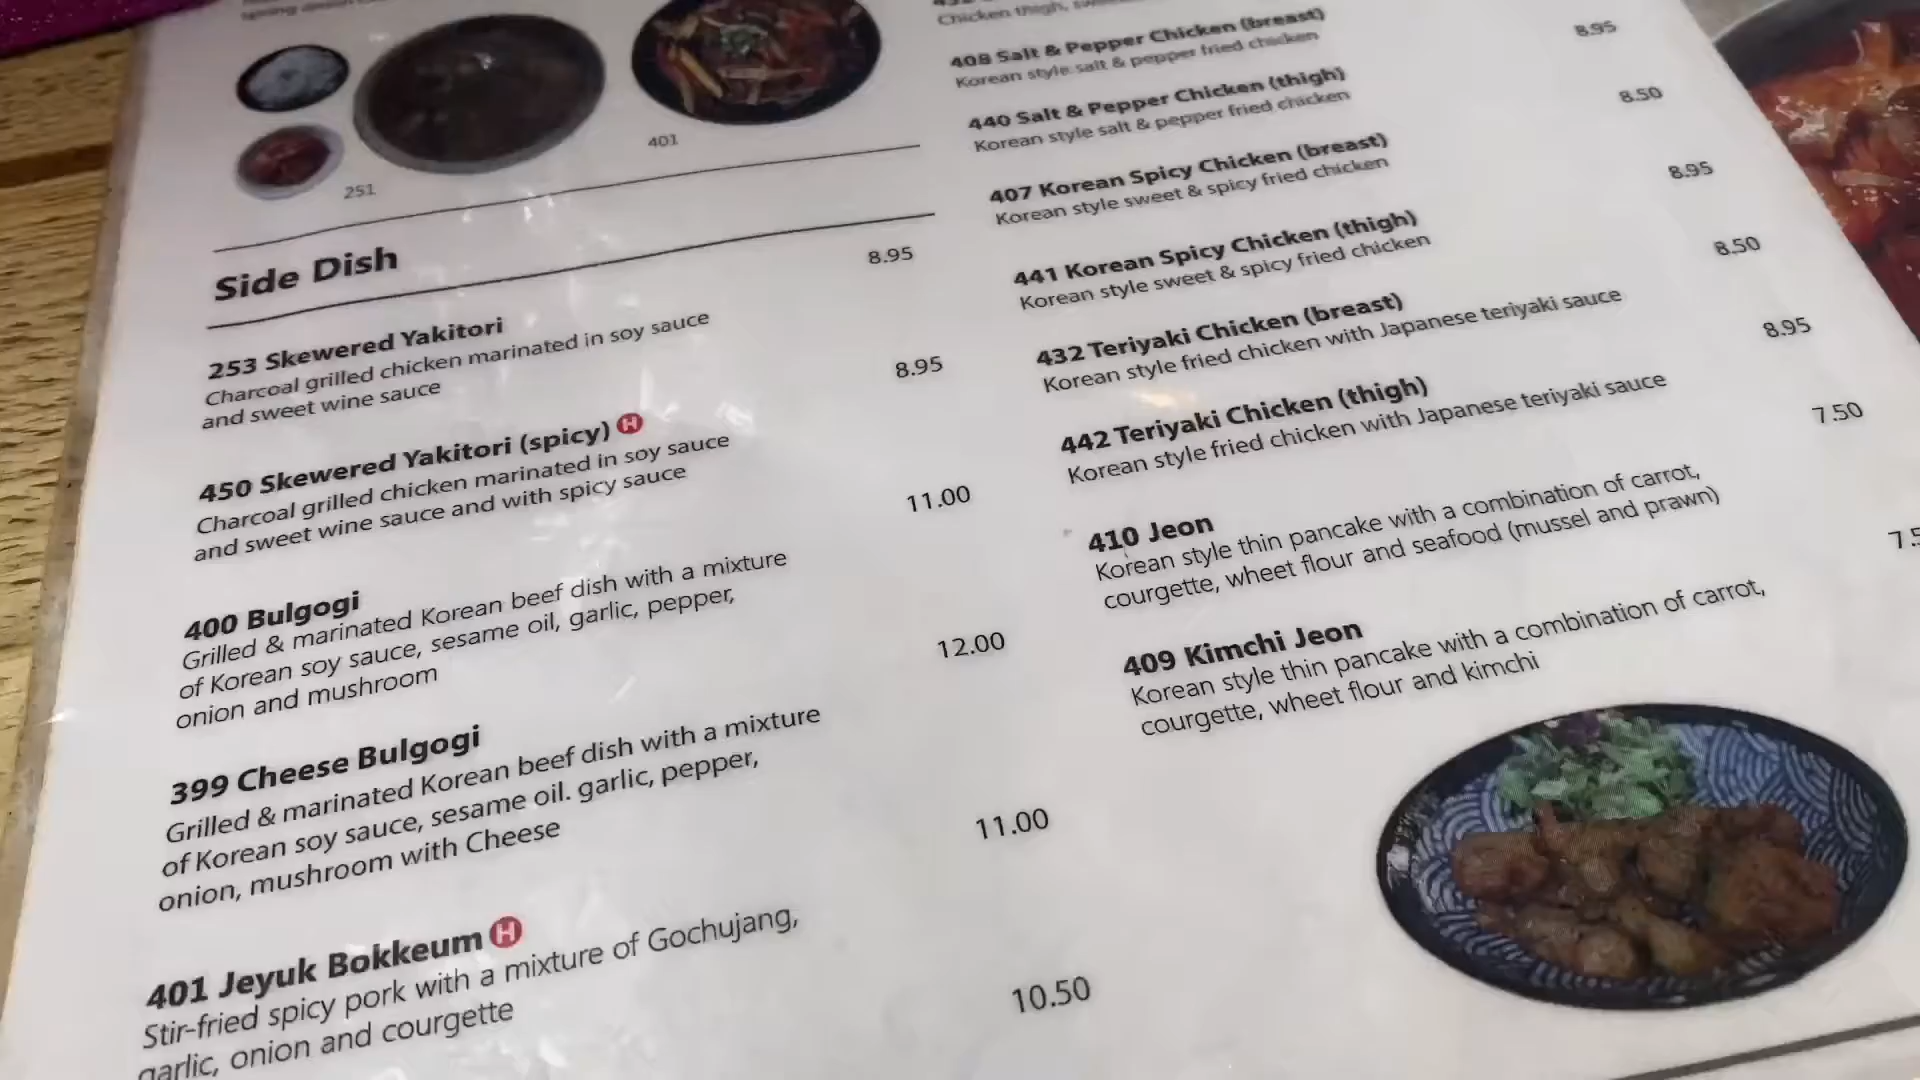 spring onion
251
401
Side Dish
8.95
253 Skewered Yakitori
Charcoal grilled chicken marinated in soy sauce
and sweet wine sauce
8.95
450 Skewered Yakitori (spicy) H
Charcoal grilled chicken marinated in soy sauce
and sweet wine sauce and with spicy sauce
11.00
400 Bulgogi
Grilled & marinated Korean beef dish with a mixture
of Korean soy sauce, sesame oil, garlic, pepper,
onion and mushroom
12.00
399 Cheese Bulgogi
Grilled & marinated Korean beef dish with a mixture
of Korean soy sauce, sesame oil. garlic, pepper,
onion, mushroom with Cheese
11.00
401 Jeyuk Bokkeum H
Stir-fried spicy pork with a mixture of Gochujang,
garlic, onion and courgette
10.50
Chicken thigh,
408 Salt & Pepper Chicken (breast)
Korean style salt & pepper fried chicken
8.95
440 Salt & Pepper Chicken (thigh)
Korean style salt & pepper fried chicken
8.50
407 Korean Spicy Chicken (breast)
Korean style sweet & spicy fried chicken
8.95
441 Korean Spicy Chicken (thigh)
Korean style sweet & spicy fried chicken
8.50
432 Teriyaki Chicken (breast)
Korean style fried chicken with Japanese teriyaki sauce
8.95
442 Teriyaki Chicken (thigh)
Korean style fried chicken with Japanese teriyaki sauce
7.50
410 Jeon
Korean style thin pancake with a combination of carrot,
courgette, wheet flour and seafood (mussel and prawn)
7.5
409 Kimchi Jeon
Korean style thin pancake with a combination of carrot,
courgette, wheet flour and kimchi